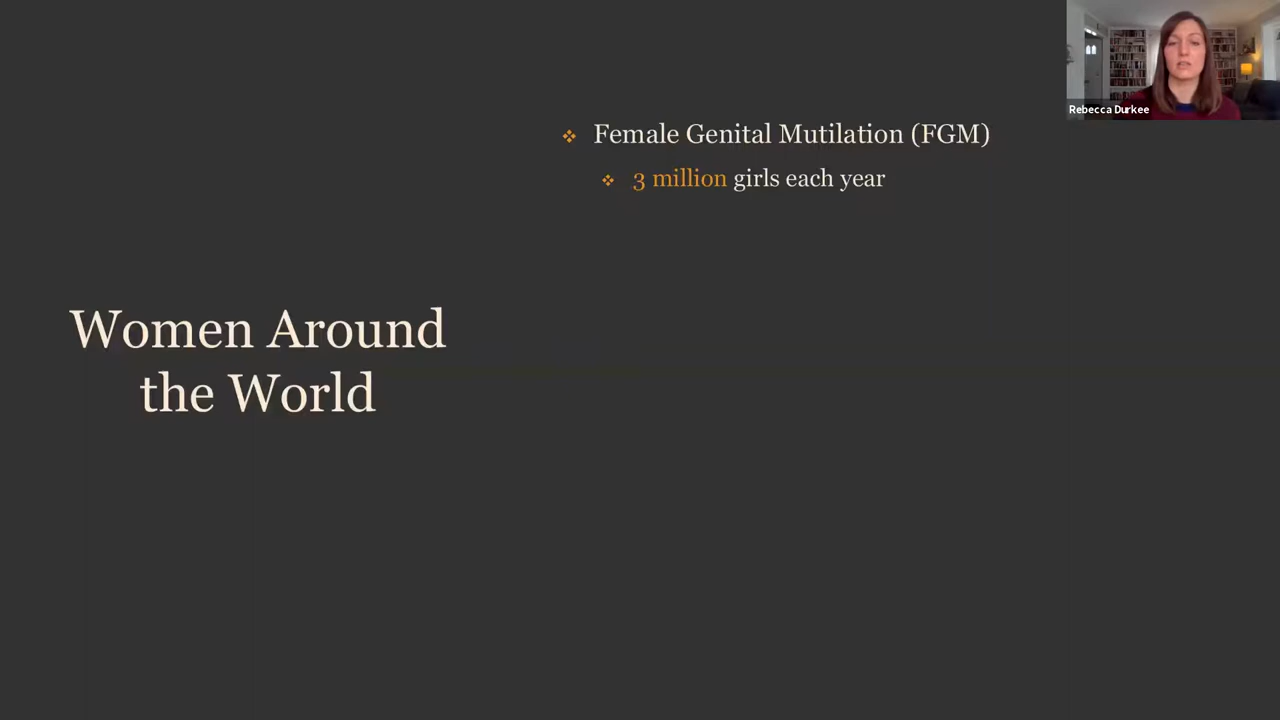 Rebecca Durkee
Female Genital Mutilation (FGM)
3 million girls each year
Women Around
the World